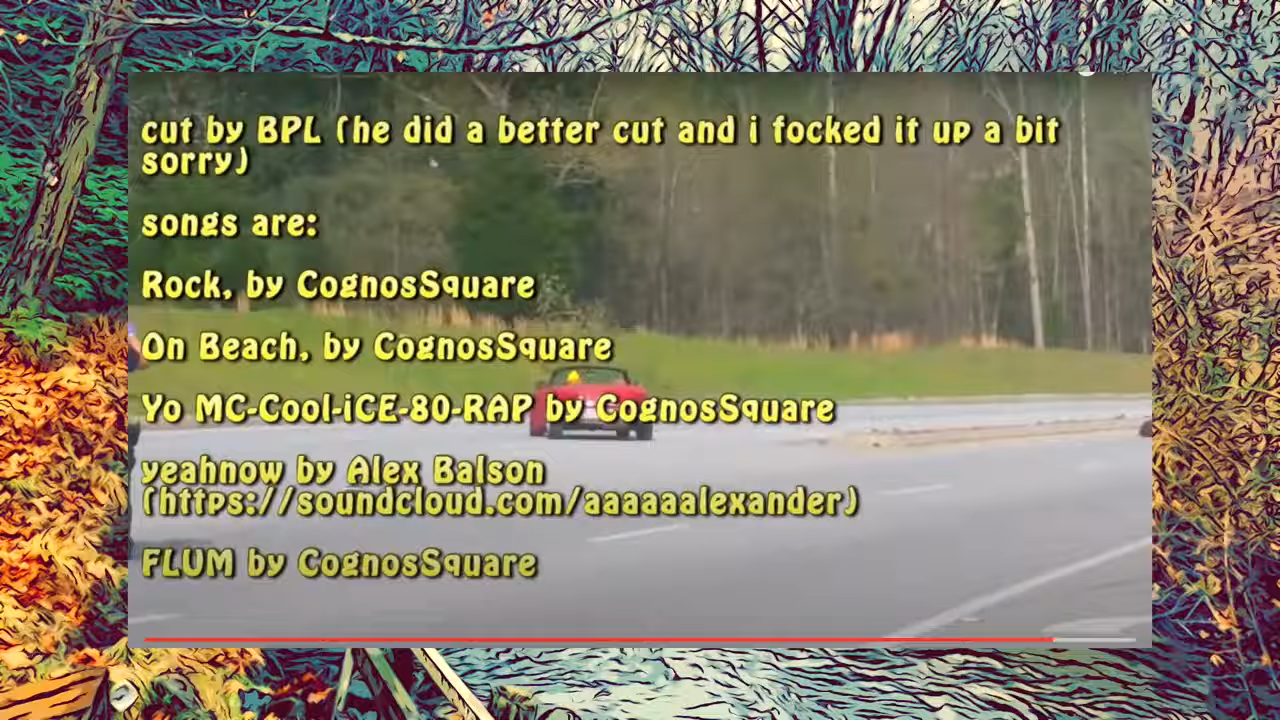 cut by BPL (he did a better cut and i focked it up a bit
sorry)
songs are:
Rock, by CognosSquare
On Beach, by CognosSquare
Yo MC-Cool-iCE-80-RAP by CognosSquare
yeahnow by Alex Balson
(https://soundcloud.com/aaaaaalexander)
FLUM by CognosSquare